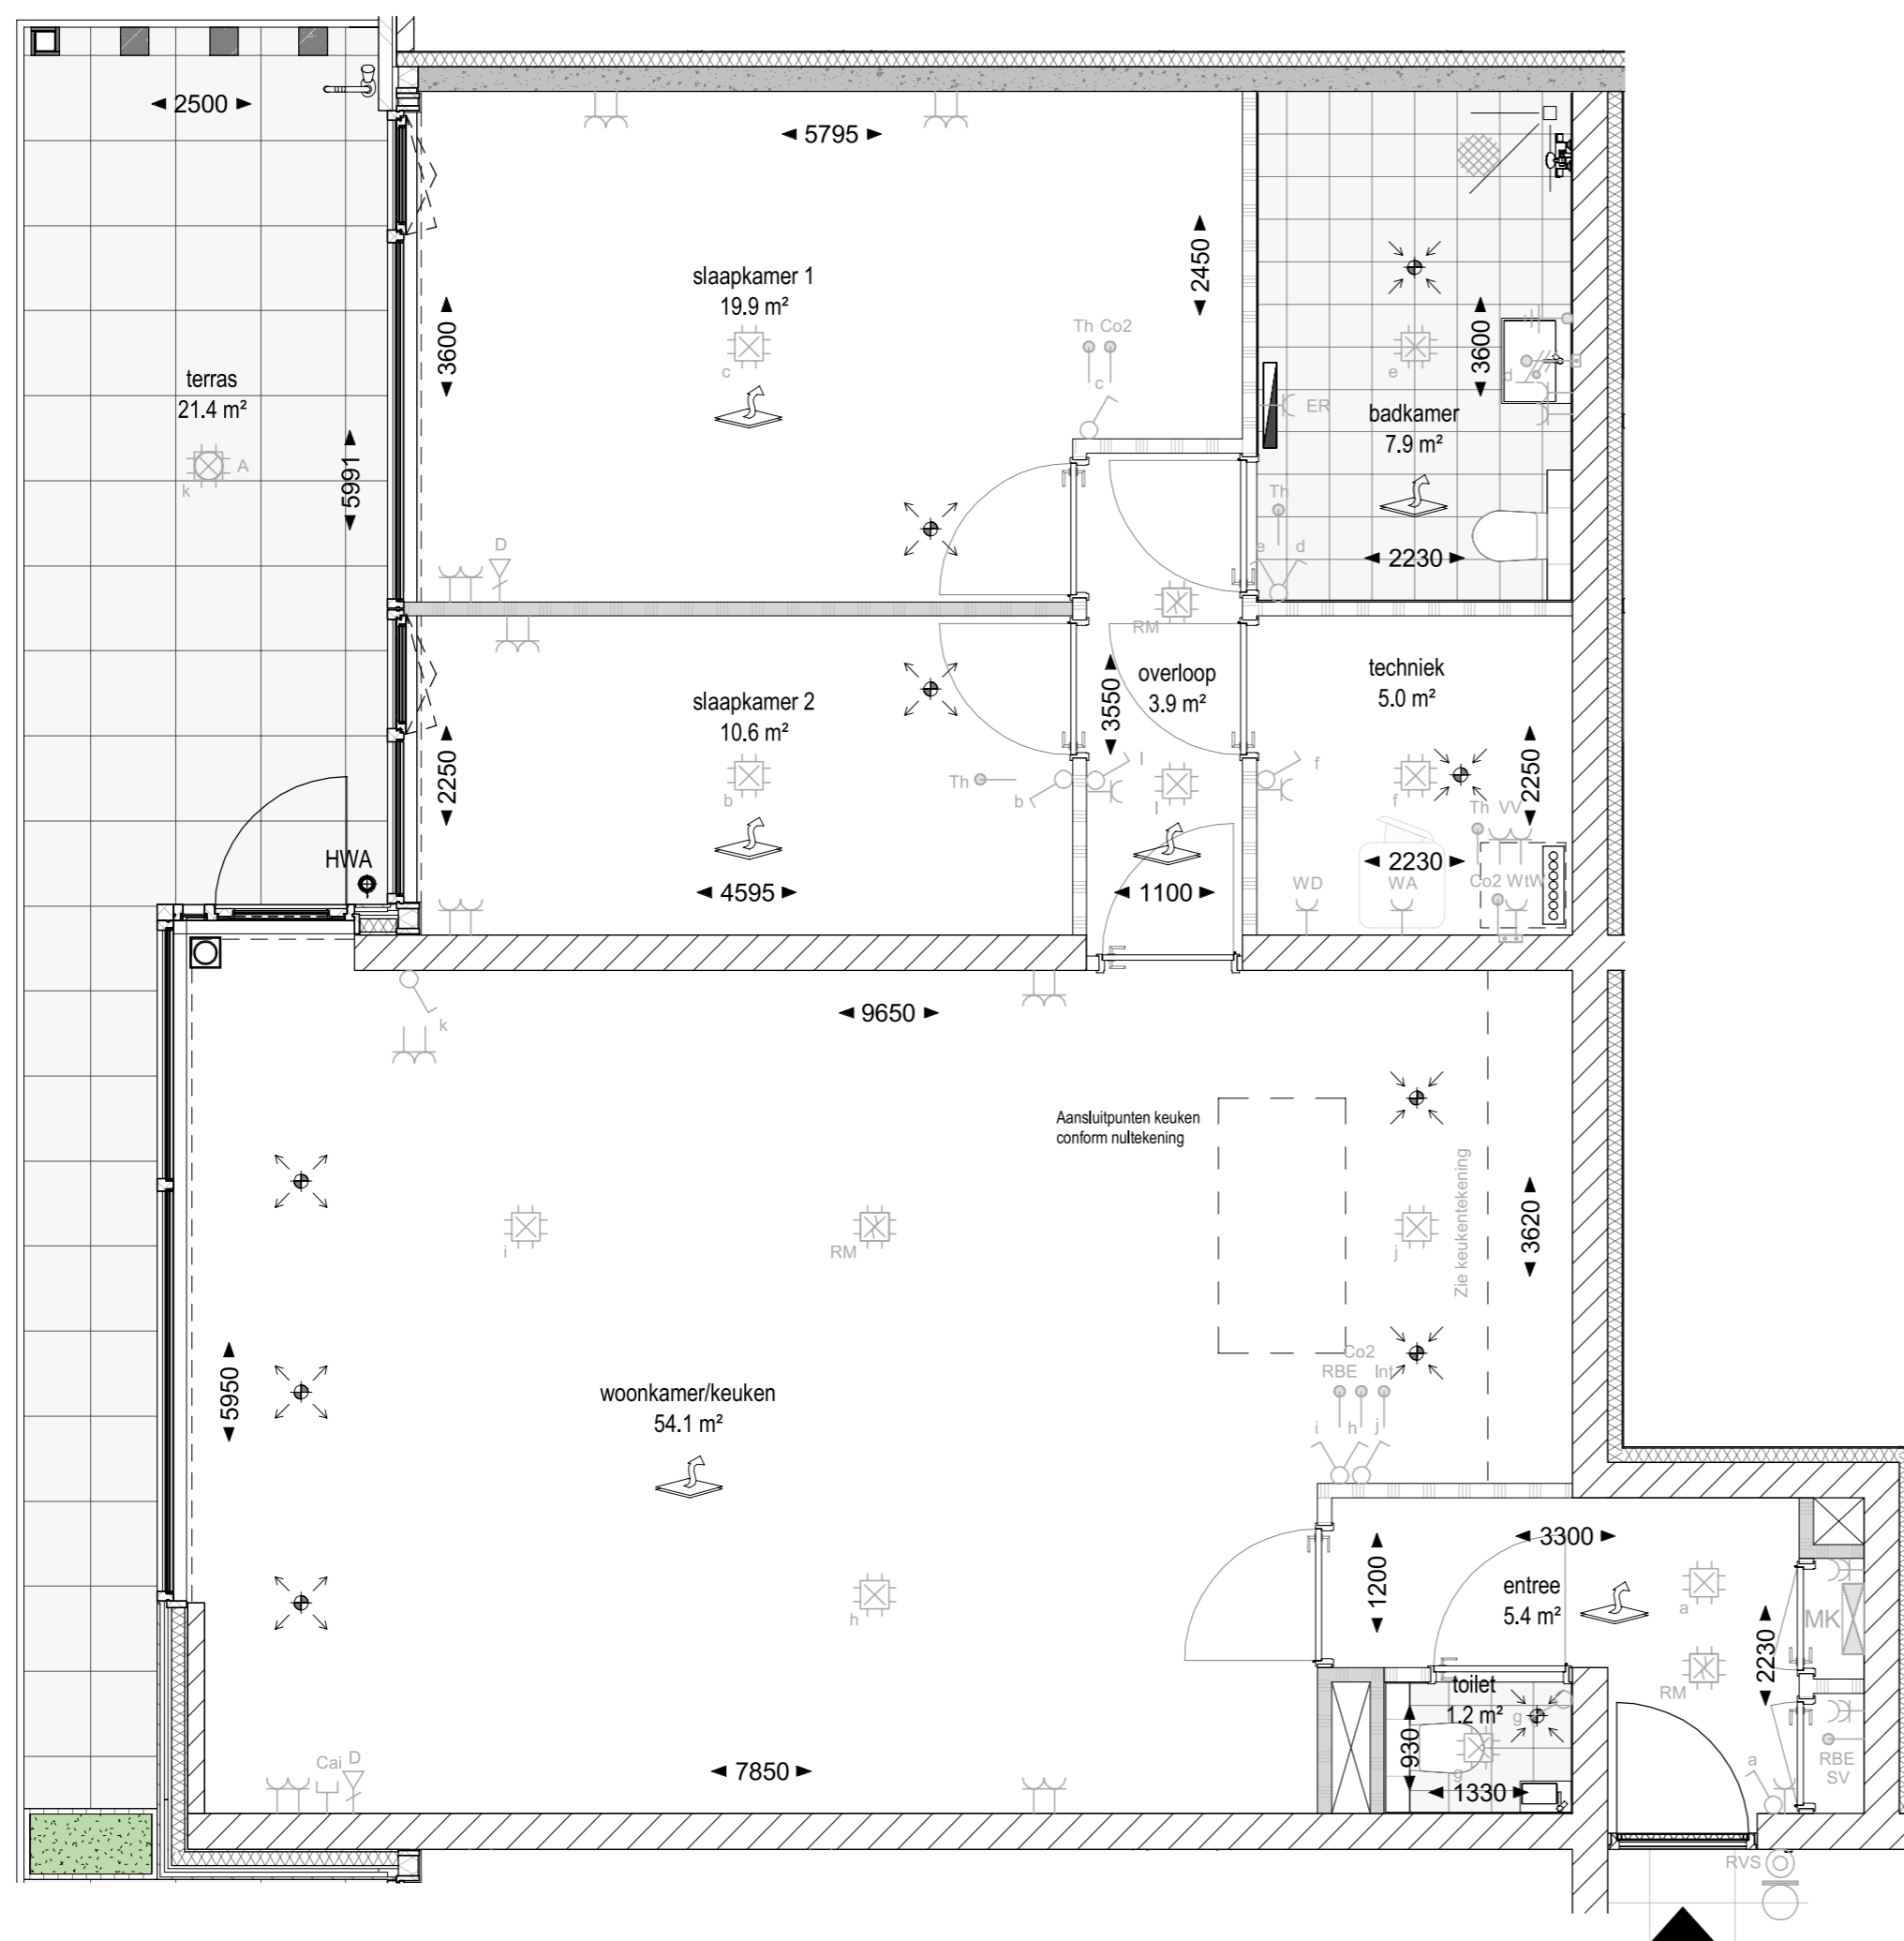 2500
5795
slaapkamer 1
19.9 m²
2450
3600
Th Co2
c
c
terras
21.4 m²
A
k
5991
3600
e
d
ER
badkamer
7.9 m²
Th
e d
2230
D
RM
slaapkamer 2
10.6 m²
b
2250
4595
Th
b
3550
overloop
3.9 m²
l
l
1100
techniek
5.0 m²
f
f
2250
Th VV
2230
WD
WA
Co2 WtW
HWA
k
9650
Aansluitpunten keuken
conform nultekening
Zie keukentekening
3620
i
RM
j
5950
woonkamer/keuken
54.1 m²
Co2
RBE Int
i h j
h
1200
3300
entree
5.4 m²
a
RM
2230
MK
toilet
1.2 m²
g
g
930
1330
a
RBE
SV
Cai D
7850
RVS